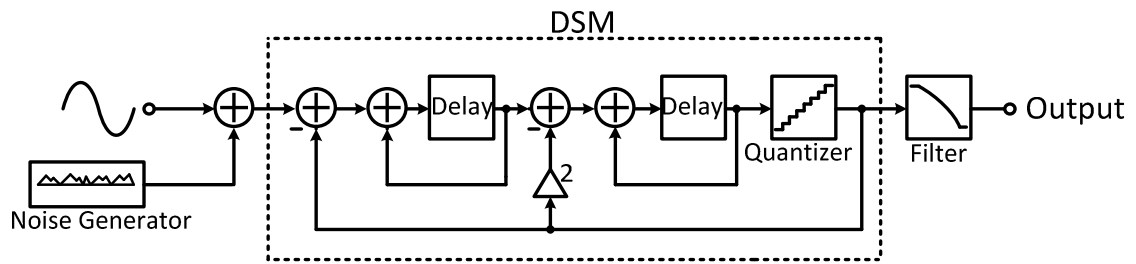 DSM
Delay
Delay
Output
2
Quantizer
Filter
Noise Generator